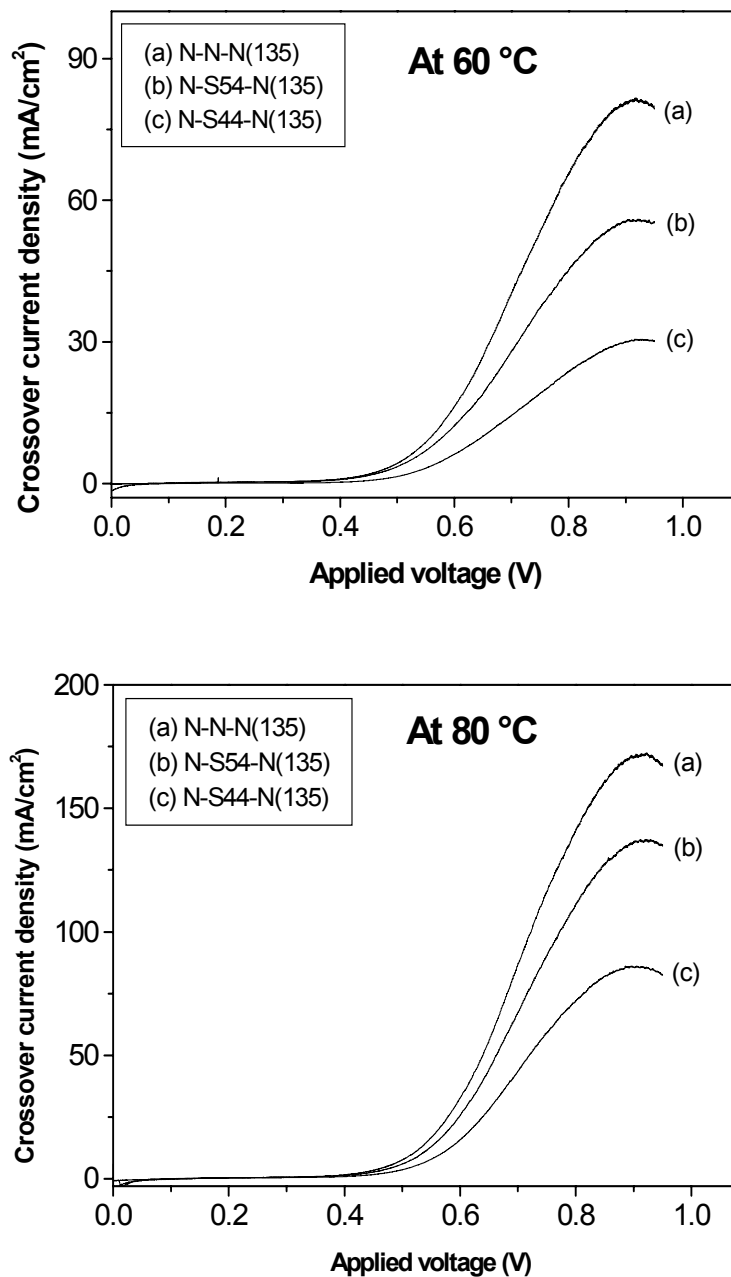 (a) N-N-N(135)
(b) N-S54-N(135)
(c) N-S44-N(135)
At 60 °C
(a)
(b)
(c)
90
60
30
0
0.0 0.2 0.4 0.6 0.8 1.0
Crossover current density (mA/cm²)
Applied voltage (V)
(a) N-N-N(135)
(b) N-S54-N(135)
(c) N-S44-N(135)
At 80 °C
(a)
(b)
(c)
200
150
100
50
0
0.0 0.2 0.4 0.6 0.8 1.0
Crossover current density (mA/cm²)
Applied voltage (V)